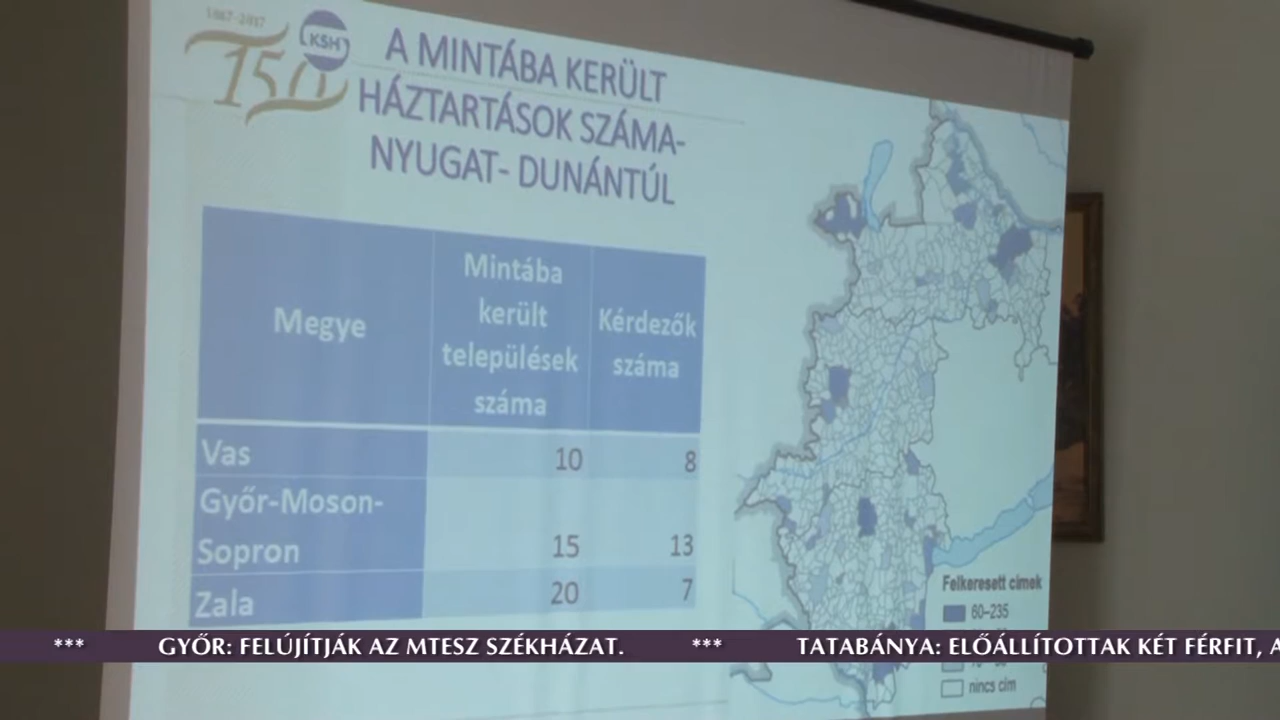 1867-2017
150
KSH
A MINTÁBA KERÜLT
HÁZTARTÁSOK SZÁMA-
NYUGAT- DUNÁNTÚL
Megye
Mintába
került
települések
száma
Kérdezők
száma
Vas 10 8
Győr-Moson-
Sopron 15 13
Zala 20 7
Felkeresett címek
60–235
nincs cím
*** GYŐR: FELÚJÍTJÁK AZ MTESZ SZÉKHÁZAT. *** TATABÁNYA: ELŐÁLLÍTOTTAK KÉT FÉRFIT, A